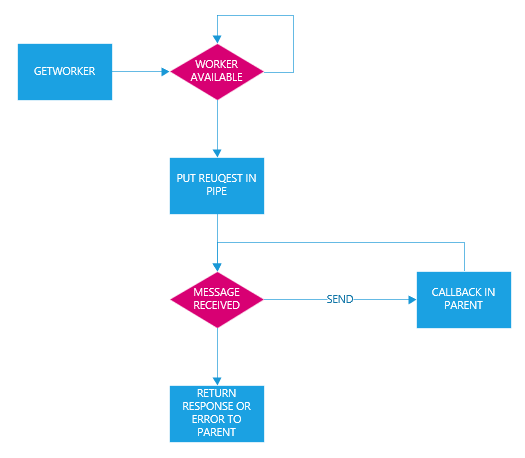 GETWORKER
WORKER
AVAILABLE
PUT REUQEST IN
PIPE
MESSAGE
RECEIVED
SEND
CALLBACK IN
PARENT
RETURN
RESPONSE OR
ERROR TO
PARENT